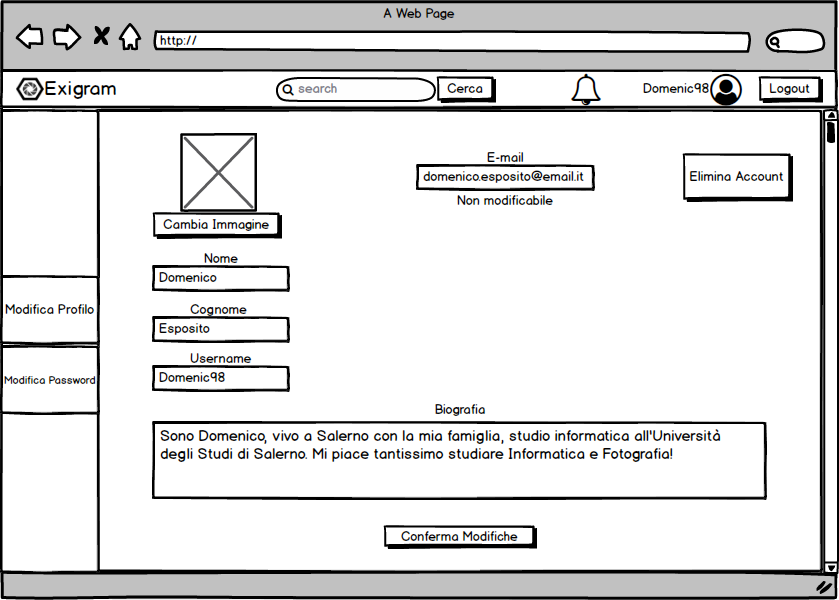 A Web Page
http://
Exigram
search
Cerca
Domenic98
Logout
E-mail
domenico.esposito@email.it
Non modificabile
Elimina Account
Cambia Immagine
Nome
Domenico
Modifica Profilo
Cognome
Esposito
Username
Domenic98
Modifica Password
Biografia
Sono Domenico, vivo a Salerno con la mia famiglia, studio informatica all'Università
degli Studi di Salerno. Mi piace tantissimo studiare Informatica e Fotografia!
Conferma Modifiche